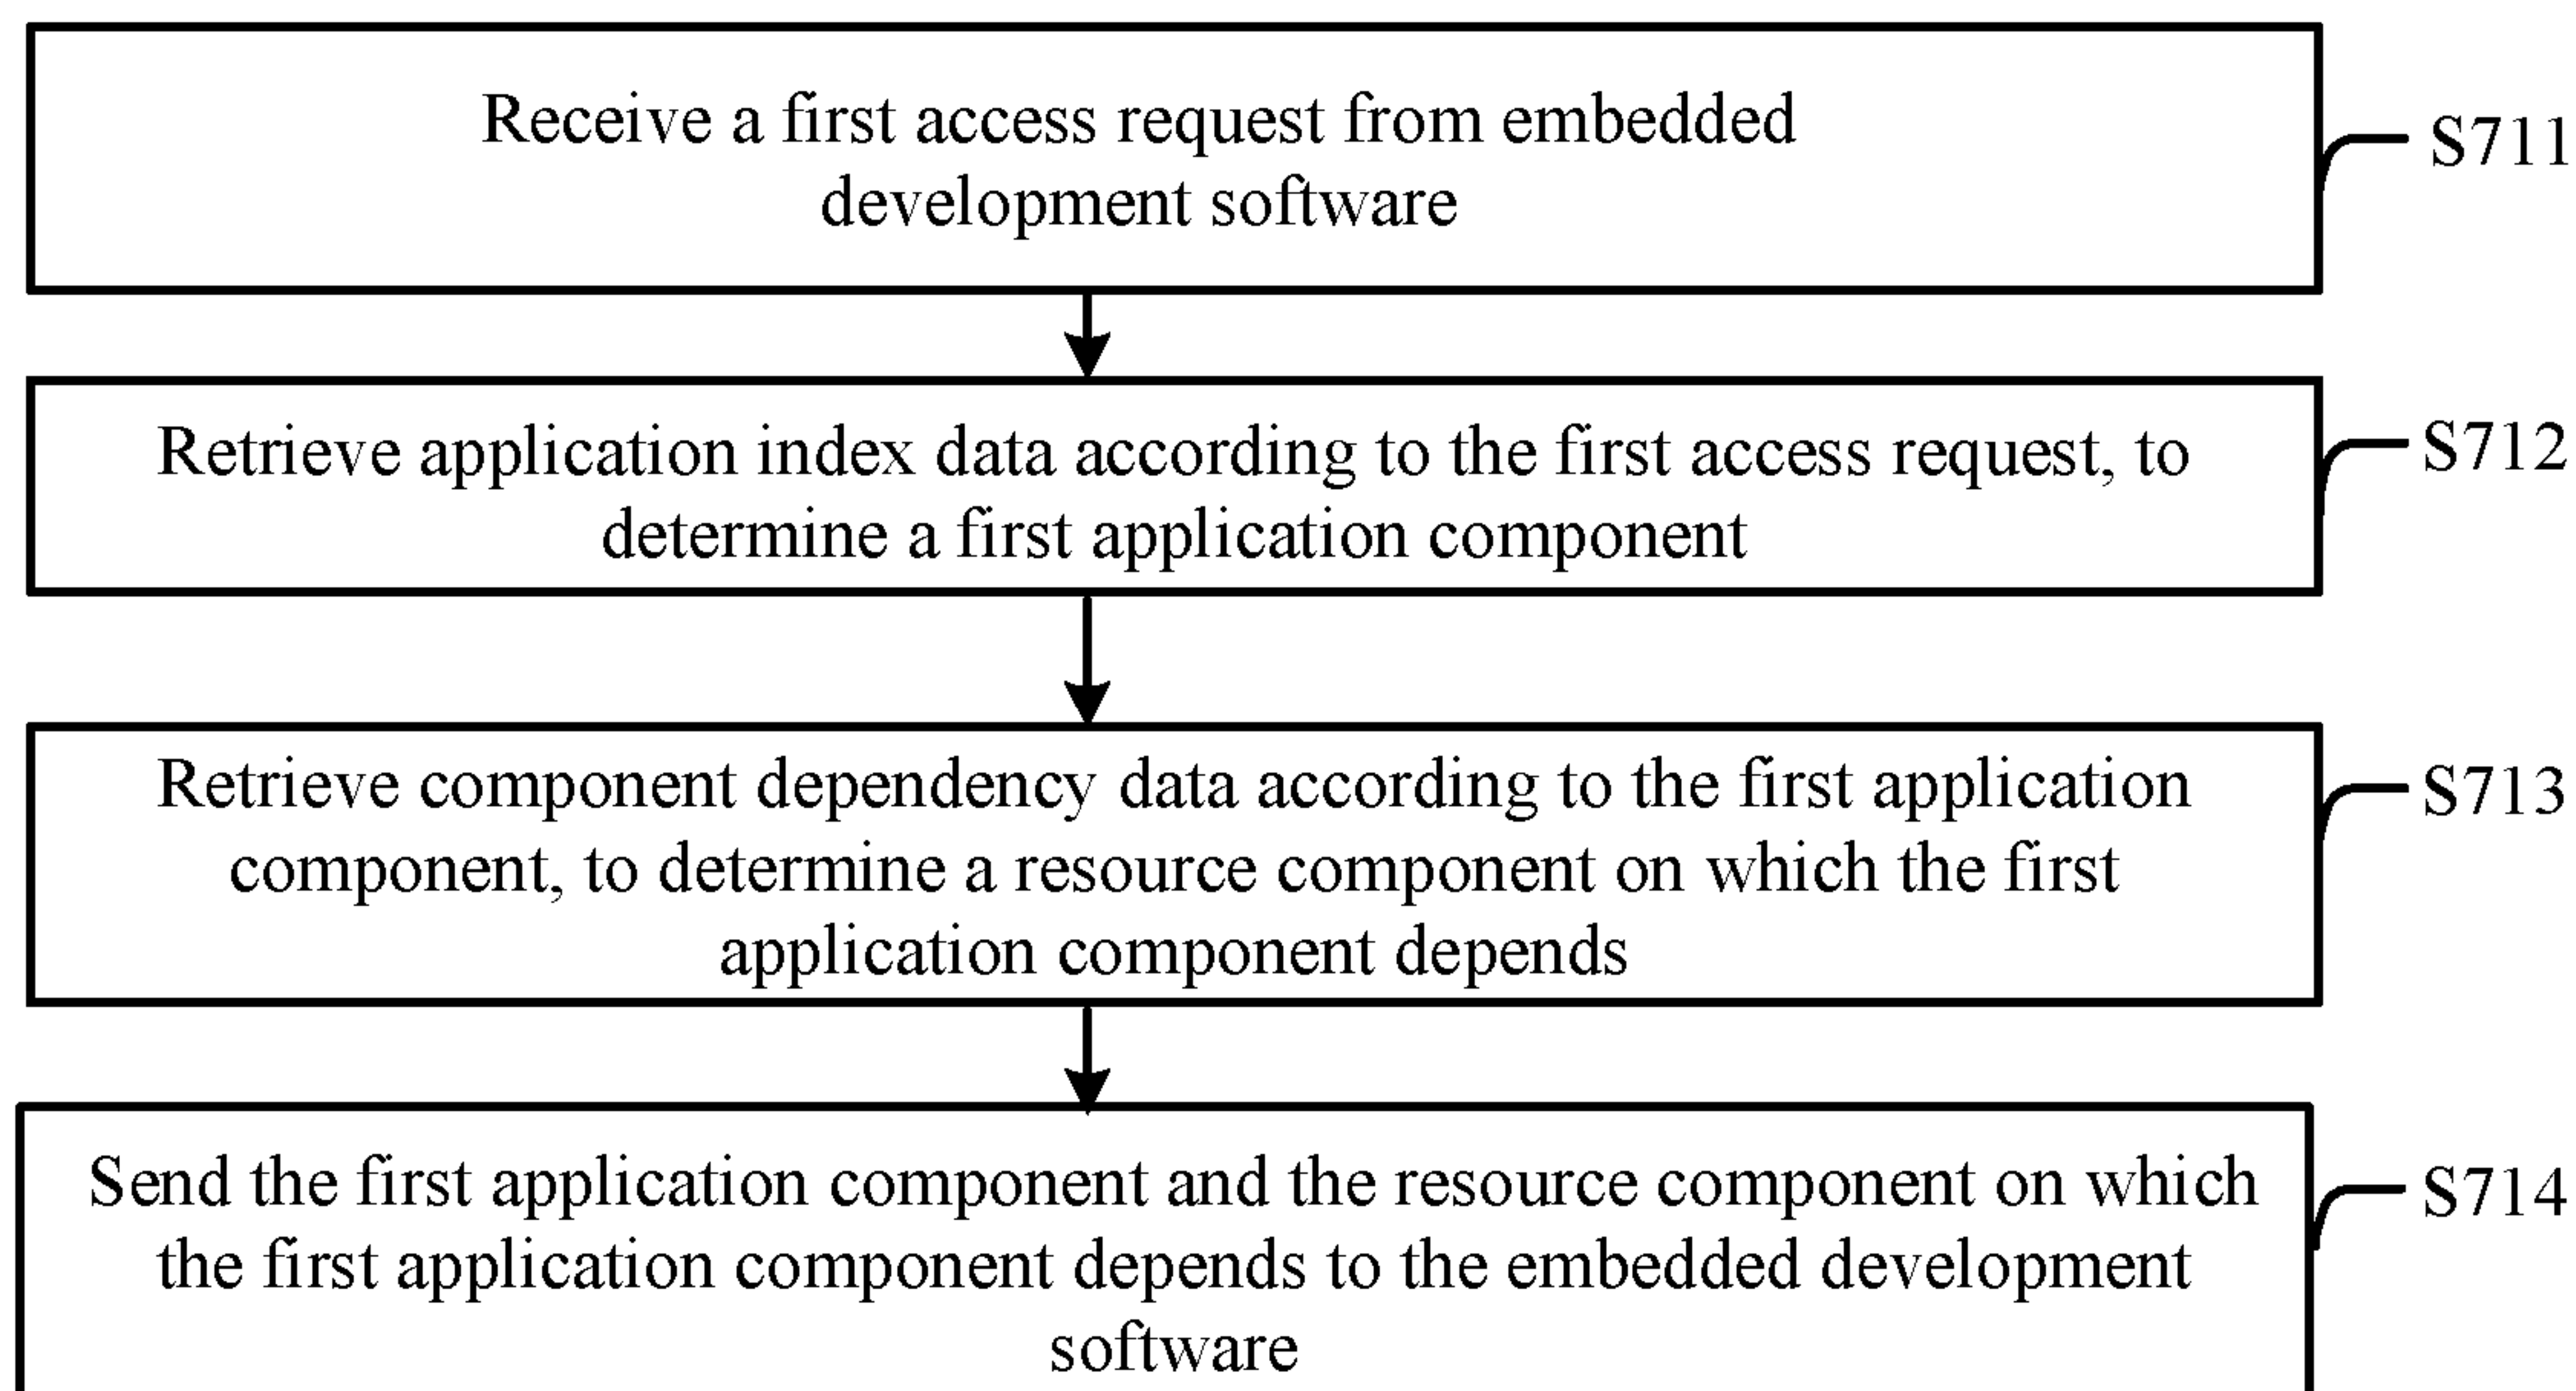 Receive a first access request from embedded
development software
S711
Retrieve application index data according to the first access request, to
determine a first application component
S712
Retrieve component dependency data according to the first application
component, to determine a resource component on which the first
application component depends
S713
Send the first application component and the resource component on which
the first application component depends to the embedded development
software
S714